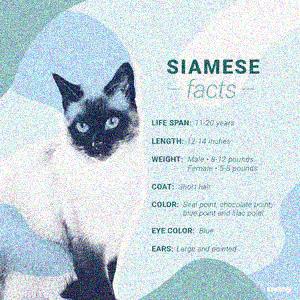 SIAMESE
facts
LIFE SPAN: 11-20 years
LENGTH: 12-14 inches
WEIGHT: Male • 8-12 pounds
Female • 5-8 pounds
COAT: Short hair
COLOR: Seal point, chocolate point,
blue point and lilac point
EYE COLOR: Blue
EARS: Large and pointed